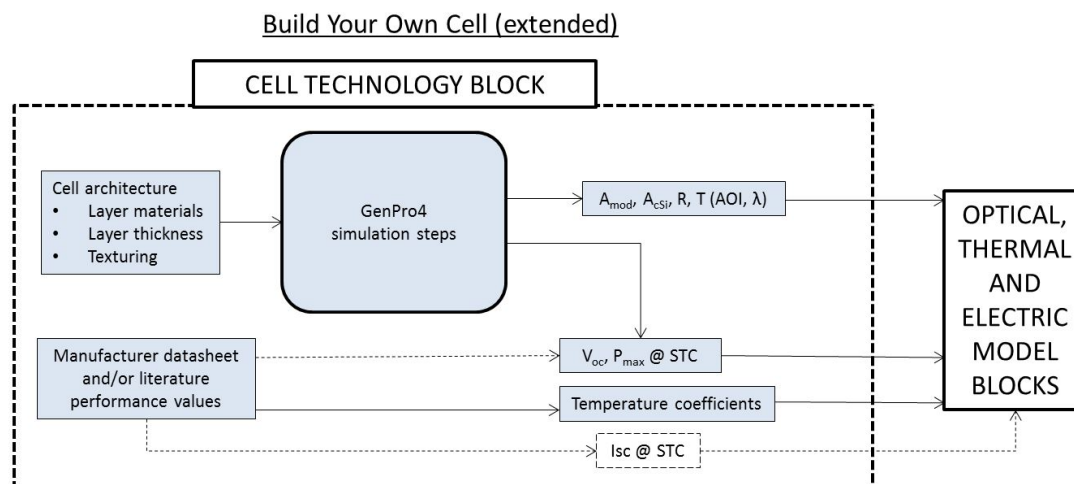 Build Your Own Cell (extended)
CELL TECHNOLOGY BLOCK
Cell architecture
• Layer materials
• Layer thickness
• Texturing
GenPro4
simulation steps
Amod, AcSi, R, T (AOI, λ)
OPTICAL,
THERMAL
AND
ELECTRIC
MODEL
BLOCKS
Manufacturer datasheet
and/or literature
performance values
Voc, Pmax @ STC
Temperature coefficients
Isc @ STC